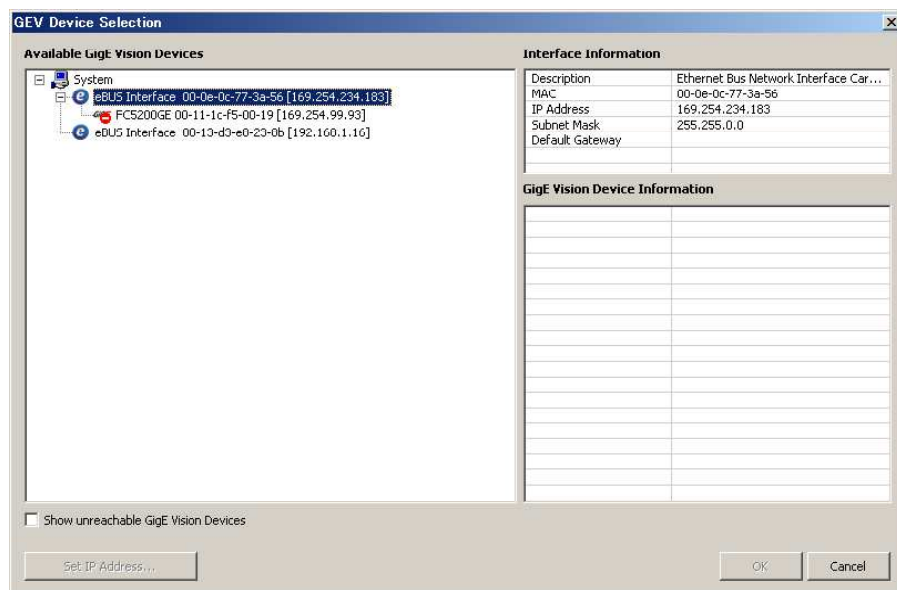 GEV Device Selection
Available GigE Vision Devices
System
eBUS Interface 00-0e-0c-77-3a-56 [169.254.234.183]
FC5200GE 00-11-1c-f5-00-19 [169.254.99.93]
eBUS Interface 00-13-d3-e0-23-0b [192.168.1.16]
Show unreachable GigE Vision Devices
Set IP Address...
Interface Information
Description Ethernet Bus Network Interface Car...
MAC 00-0e-0c-77-3a-56
IP Address 169.254.234.183
Subnet Mask 255.255.0.0
Default Gateway
GigE Vision Device Information
OK
Cancel